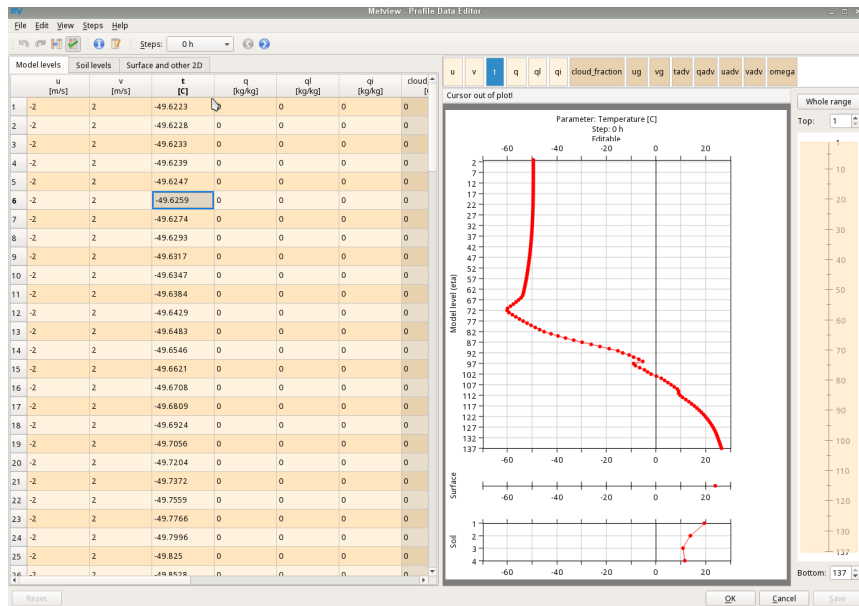 Metview - Profile Data Editor
File Edit View Steps Help
Steps: 0 h
Model levels Soil levels Surface and other 2D
u v t q ql qi cloud_
[m/s] [m/s] [C] [kg/kg] [kg/kg] [kg/kg]
1 -2 2 -49.6223 0 0 0
2 -2 2 -49.6228 0 0 0 0
3 -2 2 -49.6233 0 0 0 0
4 -2 2 -49.6239 0 0 0 0
5 -2 2 -49.6247 0 0 0 0
6 -2 2 -49.6259 0 0 0 0
7 -2 2 -49.6274 0 0 0 0
8 -2 2 -49.6293 0 0 0 0
9 -2 2 -49.6317 0 0 0 0
10 -2 2 -49.6347 0 0 0 0
11 -2 2 -49.6384 0 0 0 0
12 -2 2 -49.6429 0 0 0 0
13 -2 2 -49.6483 0 0 0 0
14 -2 2 -49.6546 0 0 0 0
15 -2 2 -49.6621 0 0 0 0
16 -2 2 -49.6708 0 0 0 0
17 -2 2 -49.6809 0 0 0 0
18 -2 2 -49.6924 0 0 0 0
19 -2 2 -49.7056 0 0 0 0
20 -2 2 -49.7204 0 0 0 0
21 -2 2 -49.7372 0 0 0 0
22 -2 2 -49.7559 0 0 0 0
23 -2 2 -49.7766 0 0 0 0
24 -2 2 -49.7996 0 0 0 0
25 -2 2 -49.825 0 0 0 0
26 -2 2 -49.8528 0 0 0 0
u v t q ql qi cloud_fraction ug vg tadv qadv uadv vadv omega
Cursor out of plot!
Parameter: Temperature [C]
Step: 0 h
Editable
-60 -40 -20 0 20
2
7
12
17
22
27
32
37
42
47
52
57
62
67
72
77
82
87
92
97
102
107
112
117
122
127
132
137
Model level (eta)
-60 -40 -20 0 20
Surface
-60 -40 -20 0 20
Soil
1
2
3
4
-60 -40 -20 0 20
Whole range
Top: 1
1
10
20
30
40
50
60
70
80
90
100
110
120
130
137
Bottom: 137
Reset
OK Cancel Save